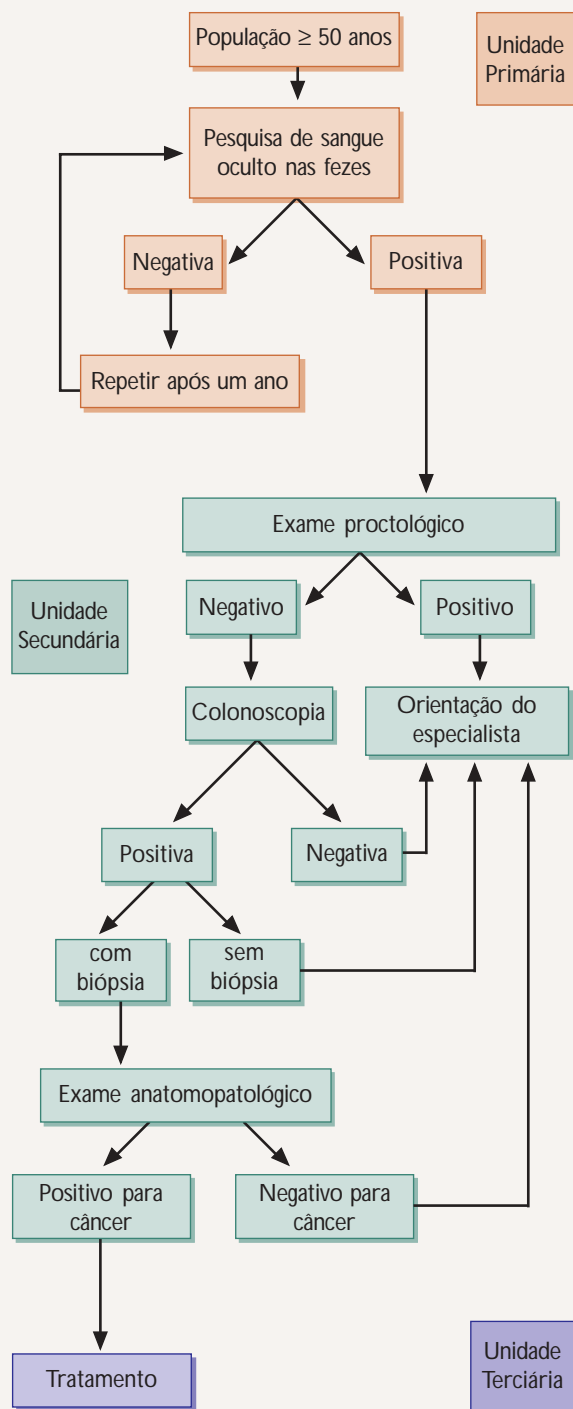 População ≥ 50 anos
Unidade
Primária
Pesquisa de sangue
oculto nas fezes
Negativa
Positiva
Repetir após um ano
Exame proctológico
Unidade
Secundária
Negativo
Positivo
Colonoscopia
Orientação do
especialista
Positiva
Negativa
com
biópsia
sem
biópsia
Exame anatomopatológico
Positivo para
câncer
Negativo para
câncer
Tratamento
Unidade
Terciária